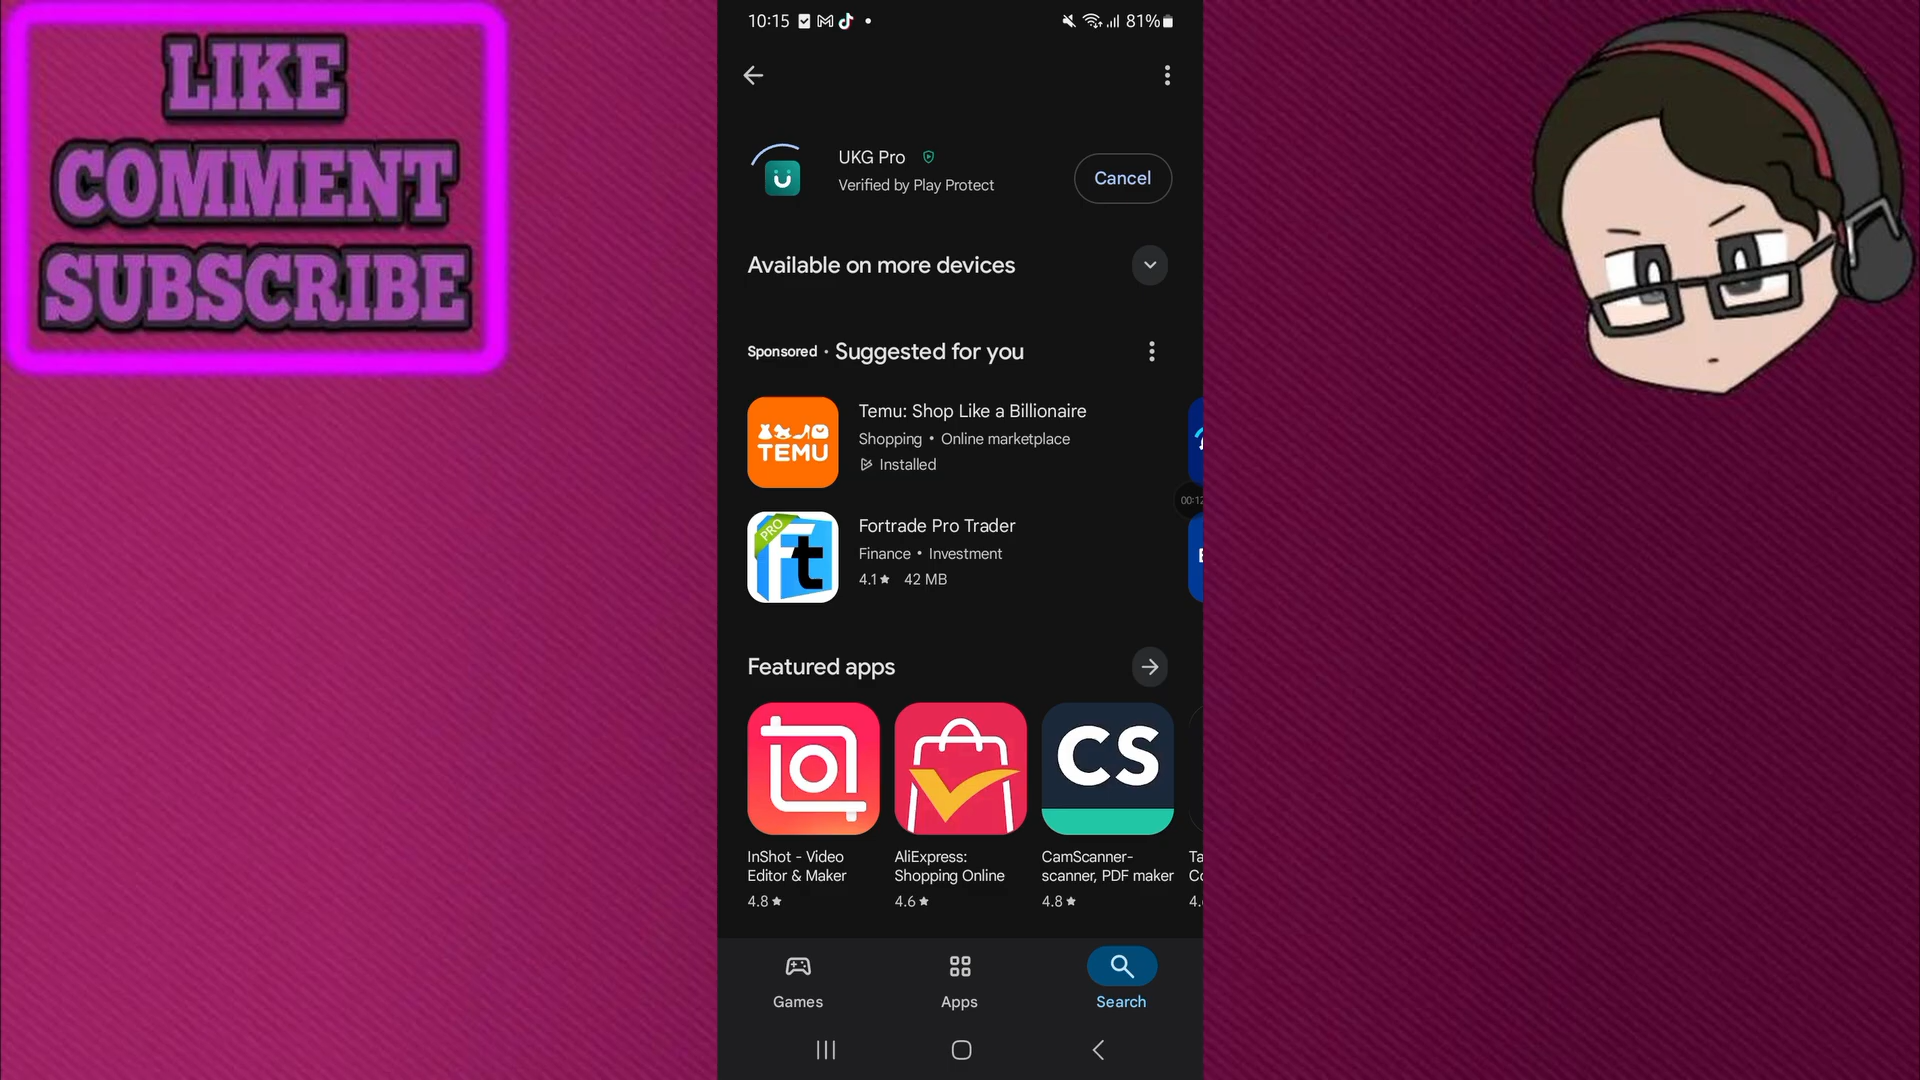 LIKE
COMMENT
SUBSCRIBE
10:15
81%
UKG Pro
Verified by Play Protect
Cancel
Available on more devices
Sponsored • Suggested for you
TEMU
Temu: Shop Like a Billionaire
Shopping • Online marketplace
Installed
00:12
PRO
Ft
Fortrade Pro Trader
Finance • Investment
4.1★ 42 MB
Featured apps
CS
InShot - Video
Editor & Maker
4.8★
AliExpress:
Shopping Online
4.6★
CamScanner-
scanner, PDF maker
4.8★
Games
Apps
Search